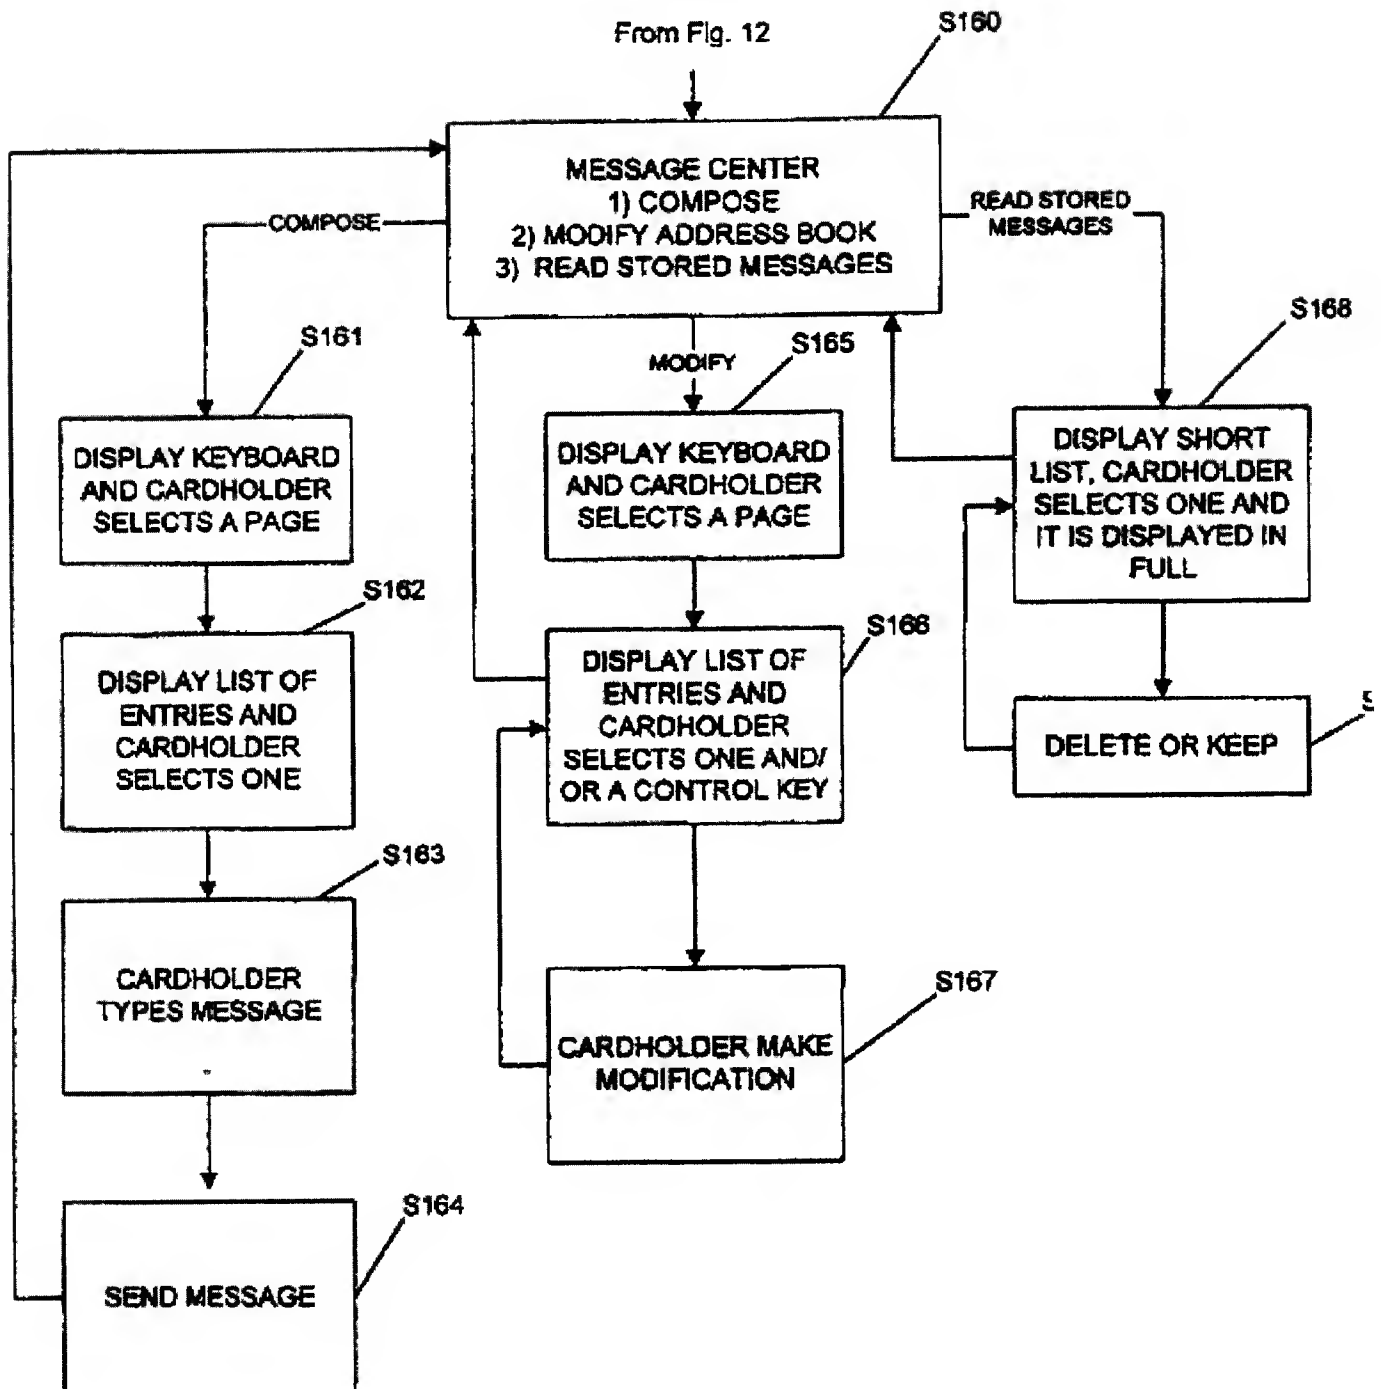 From Fig. 12
S160
MESSAGE CENTER
1) COMPOSE
2) MODIFY ADDRESS BOOK
3) READ STORED MESSAGES
COMPOSE
READ STORED
MESSAGES
MODIFY
S161
DISPLAY KEYBOARD
AND CARDHOLDER
SELECTS A PAGE
S165
DISPLAY KEYBOARD
AND CARDHOLDER
SELECTS A PAGE
S168
DISPLAY SHORT
LIST, CARDHOLDER
SELECTS ONE AND
IT IS DISPLAYED IN
FULL
S162
DISPLAY LIST OF
ENTRIES AND
CARDHOLDER
SELECTS ONE
S166
DISPLAY LIST OF
ENTRIES AND
CARDHOLDER
SELECTS ONE AND/
OR A CONTROL KEY
DELETE OR KEEP
S163
CARDHOLDER
TYPES MESSAGE
S167
CARDHOLDER MAKE
MODIFICATION
S164
SEND MESSAGE